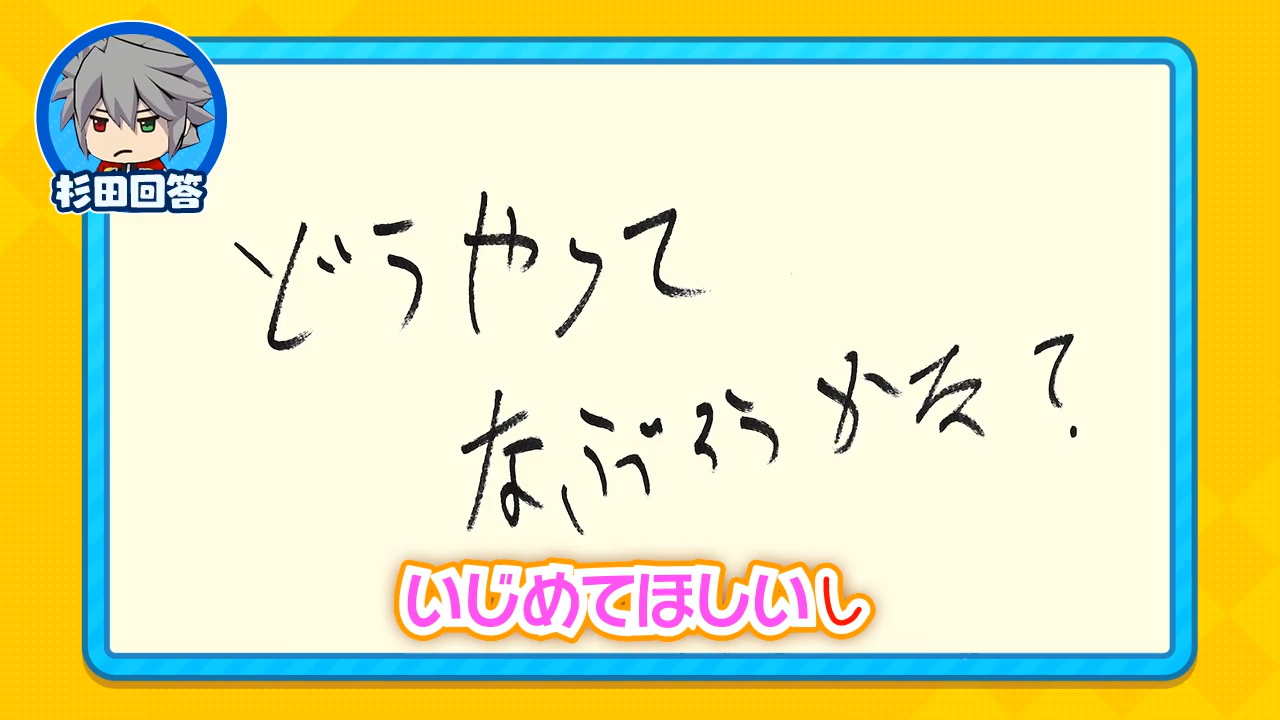 杉田回答
どうやって
なぶろうかな?
いじめてほしいし